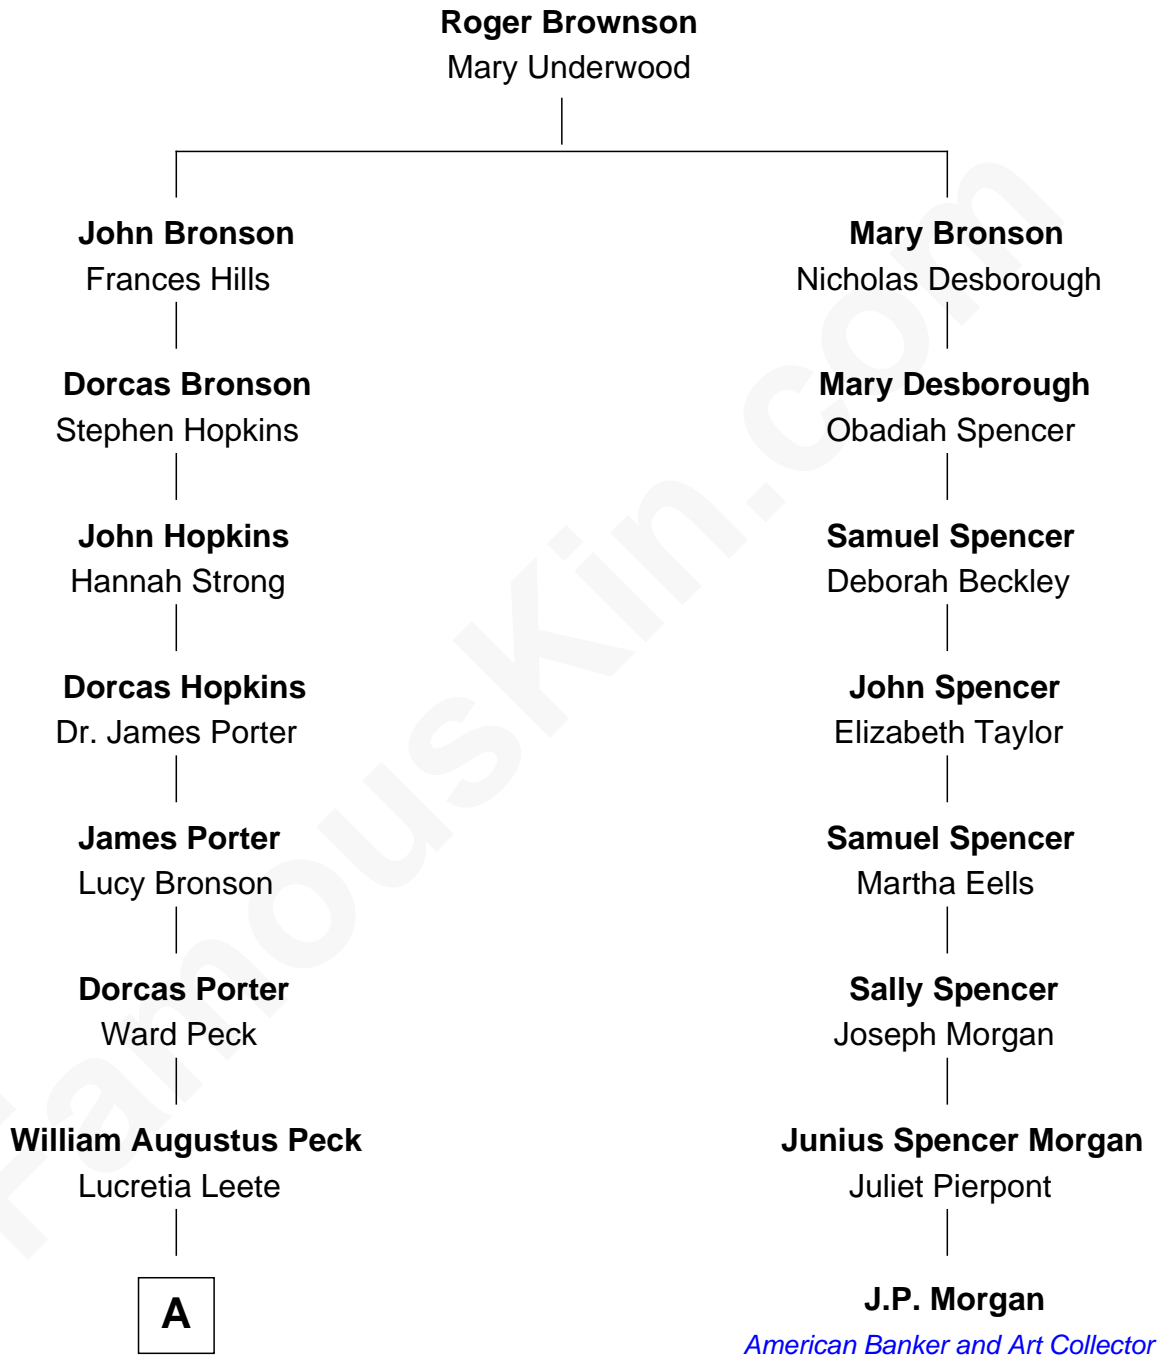 Roger Brownson
Mary Underwood
John Bronson
Frances Hills
Mary Bronson
Nicholas Desborough
Dorcas Bronson
Stephen Hopkins
Mary Desborough
Obadiah Spencer
John Hopkins
Hannah Strong
Samuel Spencer
Deborah Beckley
Dorcas Hopkins
Dr. James Porter
John Spencer
Elizabeth Taylor
James Porter
Lucy Bronson
Samuel Spencer
Martha Eells
Dorcas Porter
Ward Peck
Sally Spencer
Joseph Morgan
William Augustus Peck
Lucretia Leete
Junius Spencer Morgan
Juliet Pierpont
A
J.P. Morgan
American Banker and Art Collector
FamousKin.com